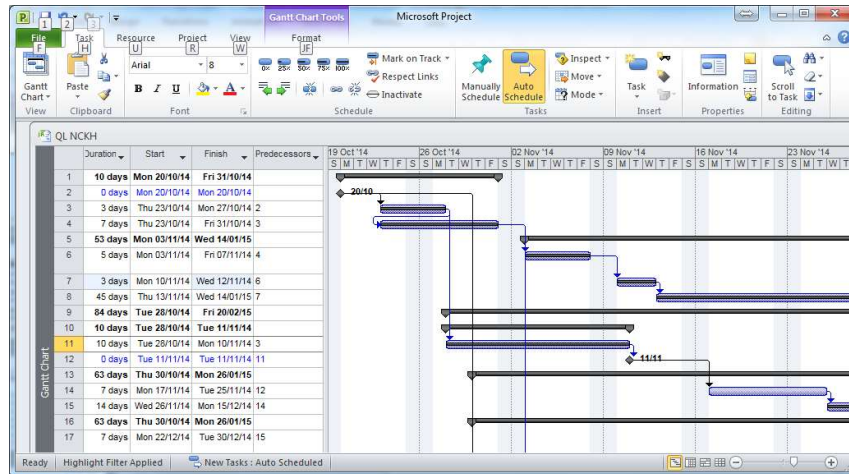 Gantt Chart Tools
Microsoft Project
1 2 3
File Task Resource Project View Format
F H U R W JF
Gantt Chart
View
Paste
Clipboard
Arial 8
B I U A
Font
0% 25% 50% 75% 100%
Mark on Track
Respect Links
Inactivate
Schedule
Manually Schedule
Auto Schedule
Inspect
Move
Mode
Tasks
Task
Insert
Information
Properties
Scroll to Task
Editing
QL NCKH
Duration Start Finish Predecessors
19 Oct '14 26 Oct '14 02 Nov '14 09 Nov '14 16 Nov '14 23 Nov '14
S M T W T F S S M T W T F S S M T W T F S S M T W T F S S M T W T F S S M T W T
1 10 days Mon 20/10/14 Fri 31/10/14
2 0 days Mon 20/10/14 Mon 20/10/14 20/10
3 3 days Thu 23/10/14 Mon 27/10/14 2
4 7 days Thu 23/10/14 Fri 31/10/14 3
5 53 days Mon 03/11/14 Wed 14/01/15
6 5 days Mon 03/11/14 Fri 07/11/14 4
7 3 days Mon 10/11/14 Wed 12/11/14 6
8 45 days Thu 13/11/14 Wed 14/01/15 7
9 84 days Tue 28/10/14 Fri 20/02/15
10 10 days Tue 28/10/14 Tue 11/11/14
11 10 days Tue 28/10/14 Mon 10/11/14 3
12 0 days Tue 11/11/14 Tue 11/11/14 11 11/11
13 63 days Thu 30/10/14 Mon 26/01/15
14 7 days Mon 17/11/14 Tue 25/11/14 12
15 14 days Wed 26/11/14 Mon 15/12/14 14
16 63 days Thu 30/10/14 Mon 26/01/15
17 7 days Mon 22/12/14 Tue 30/12/14 15
Gantt Chart
Ready Highlight Filter Applied New Tasks : Auto Scheduled